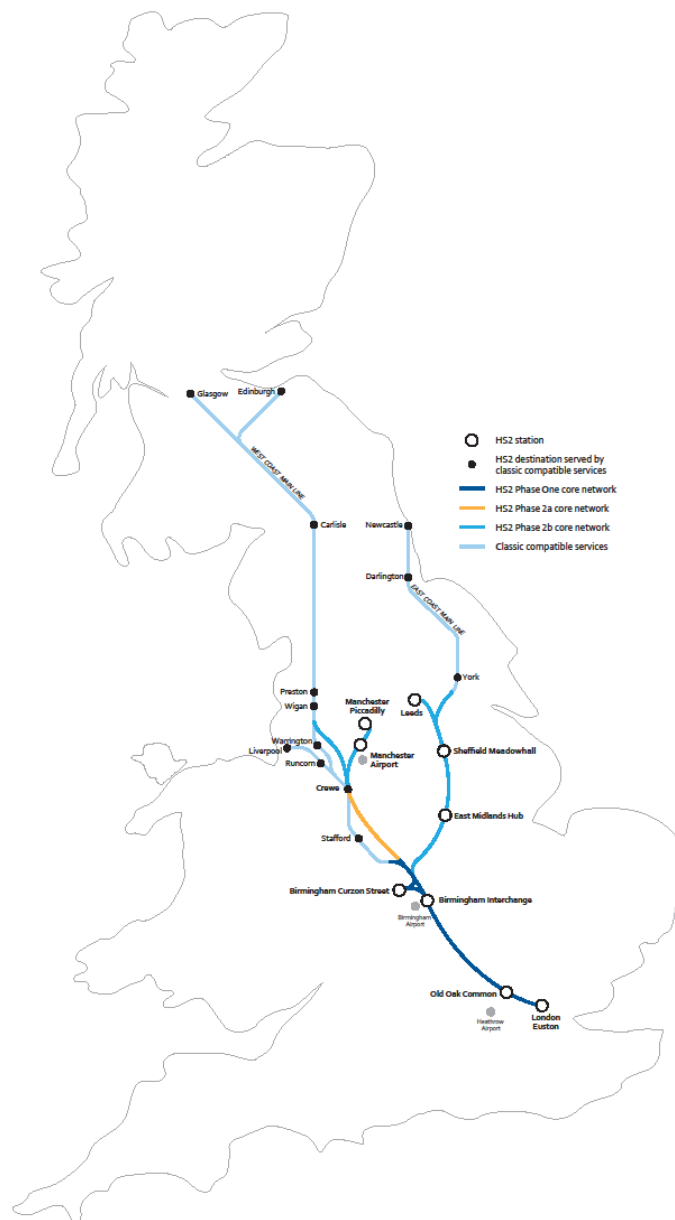 Glasgow
Edinburgh
WEST COAST MAIN LINE
HS2 station
HS2 destination served by
classic compatible services
HS2 Phase One core network
HS2 Phase 2a core network
HS2 Phase 2b core network
Classic compatible services
Carlisle
Newcastle
Darlington
EAST COAST MAIN LINE
York
Preston
Wigan
Manchester
Piccadilly
Leeds
Warrington
Liverpool
Runcorn
Manchester
Airport
Sheffield Meadowhall
Crewe
East Midlands Hub
Stafford
Birmingham Curzon Street
Birmingham Interchange
Birmingham
Airport
Old Oak Common
Heathrow
Airport
London
Euston